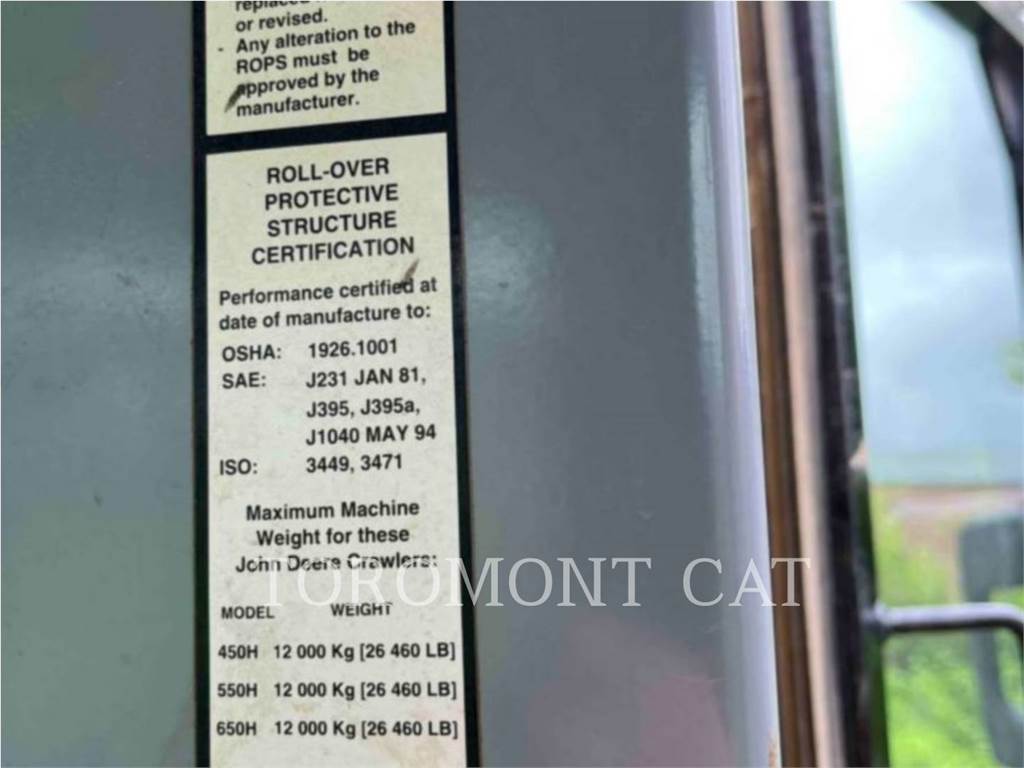 or revised.
- Any alteration to the
ROPS must be
approved by the
manufacturer.
ROLL-OVER
PROTECTIVE
STRUCTURE
CERTIFICATION
Performance certified at
date of manufacture to:
OSHA: 1926.1001
SAE: J231 JAN 81,
J395, J395a,
J1040 MAY 94
ISO: 3449, 3471
Maximum Machine
Weight for these
John Deere Crawlers:
TOROMONT CAT
MODEL WEIGHT
450H 12 000 Kg [26 460 LB]
550H 12 000 Kg [26 460 LB]
650H 12 000 Kg [26 460 LB]